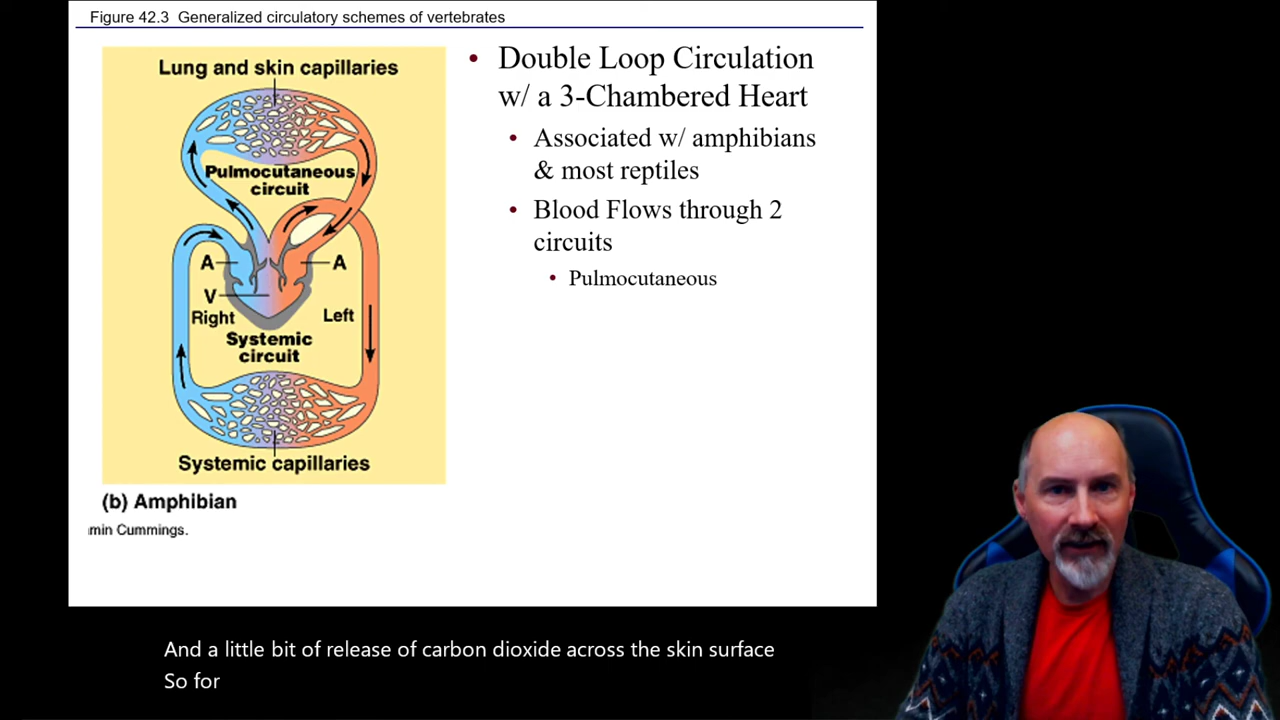 Figure 42.3 Generalized circulatory schemes of vertebrates
Lung and skin capillaries
Pulmocutaneous
circuit
A
A
V
Right
Left
Systemic
circuit
Systemic capillaries
(b) Amphibian
min Cummings.
• Double Loop Circulation
w/ a 3-Chambered Heart
• Associated w/ amphibians
& most reptiles
• Blood Flows through 2
circuits
• Pulmocutaneous
And a little bit of release of carbon dioxide across the skin surface
So for